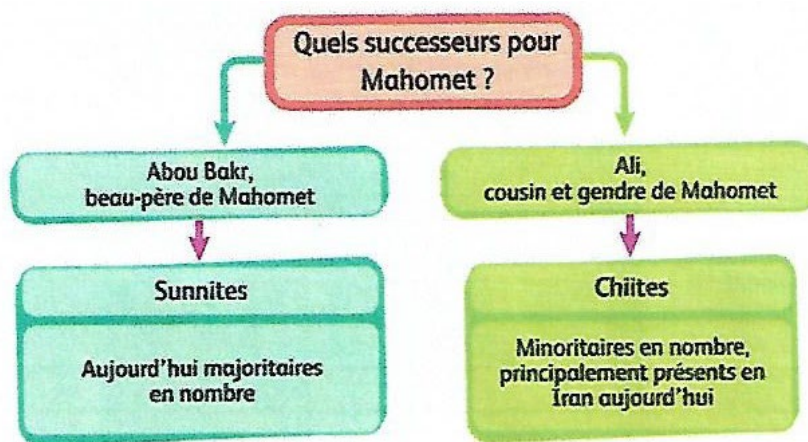 Quels successeurs pour
Mahomet ?
Abou Bakr,
beau-père de Mahomet
Ali,
cousin et gendre de Mahomet
Sunnites
Aujourd'hui majoritaires
en nombre
Chiites
Minoritaires en nombre,
principalement présents en
Iran aujourd'hui